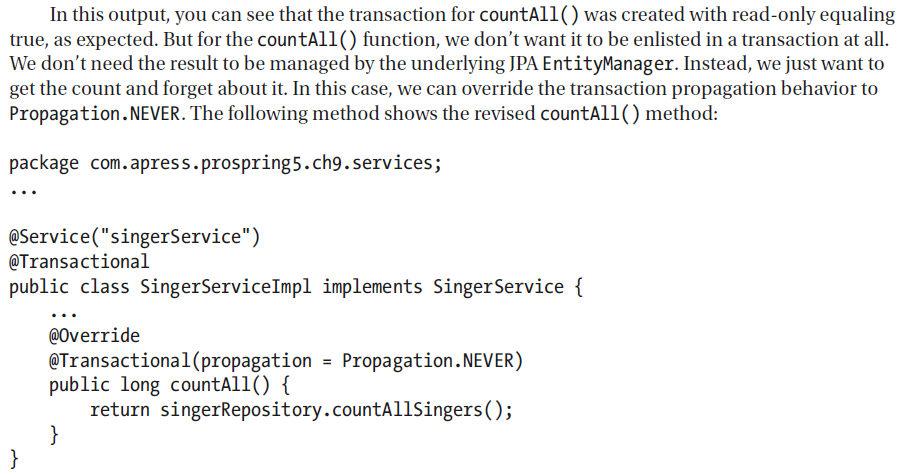 In this output, you can see that the transaction for countAll() was created with read-only equaling
true, as expected. But for the countAll() function, we don’t want it to be enlisted in a transaction at all.
We don’t need the result to be managed by the underlying JPA EntityManager. Instead, we just want to
get the count and forget about it. In this case, we can override the transaction propagation behavior to
Propagation.NEVER. The following method shows the revised countAll() method:
package com.apress.prospring5.ch9.services;
...
@Service("singerService")
@Transactional
public class SingerServiceImpl implements SingerService {
    ...
    @Override
    @Transactional(propagation = Propagation.NEVER)
    public long countAll() {
        return singerRepository.countAllSingers();
    }
}